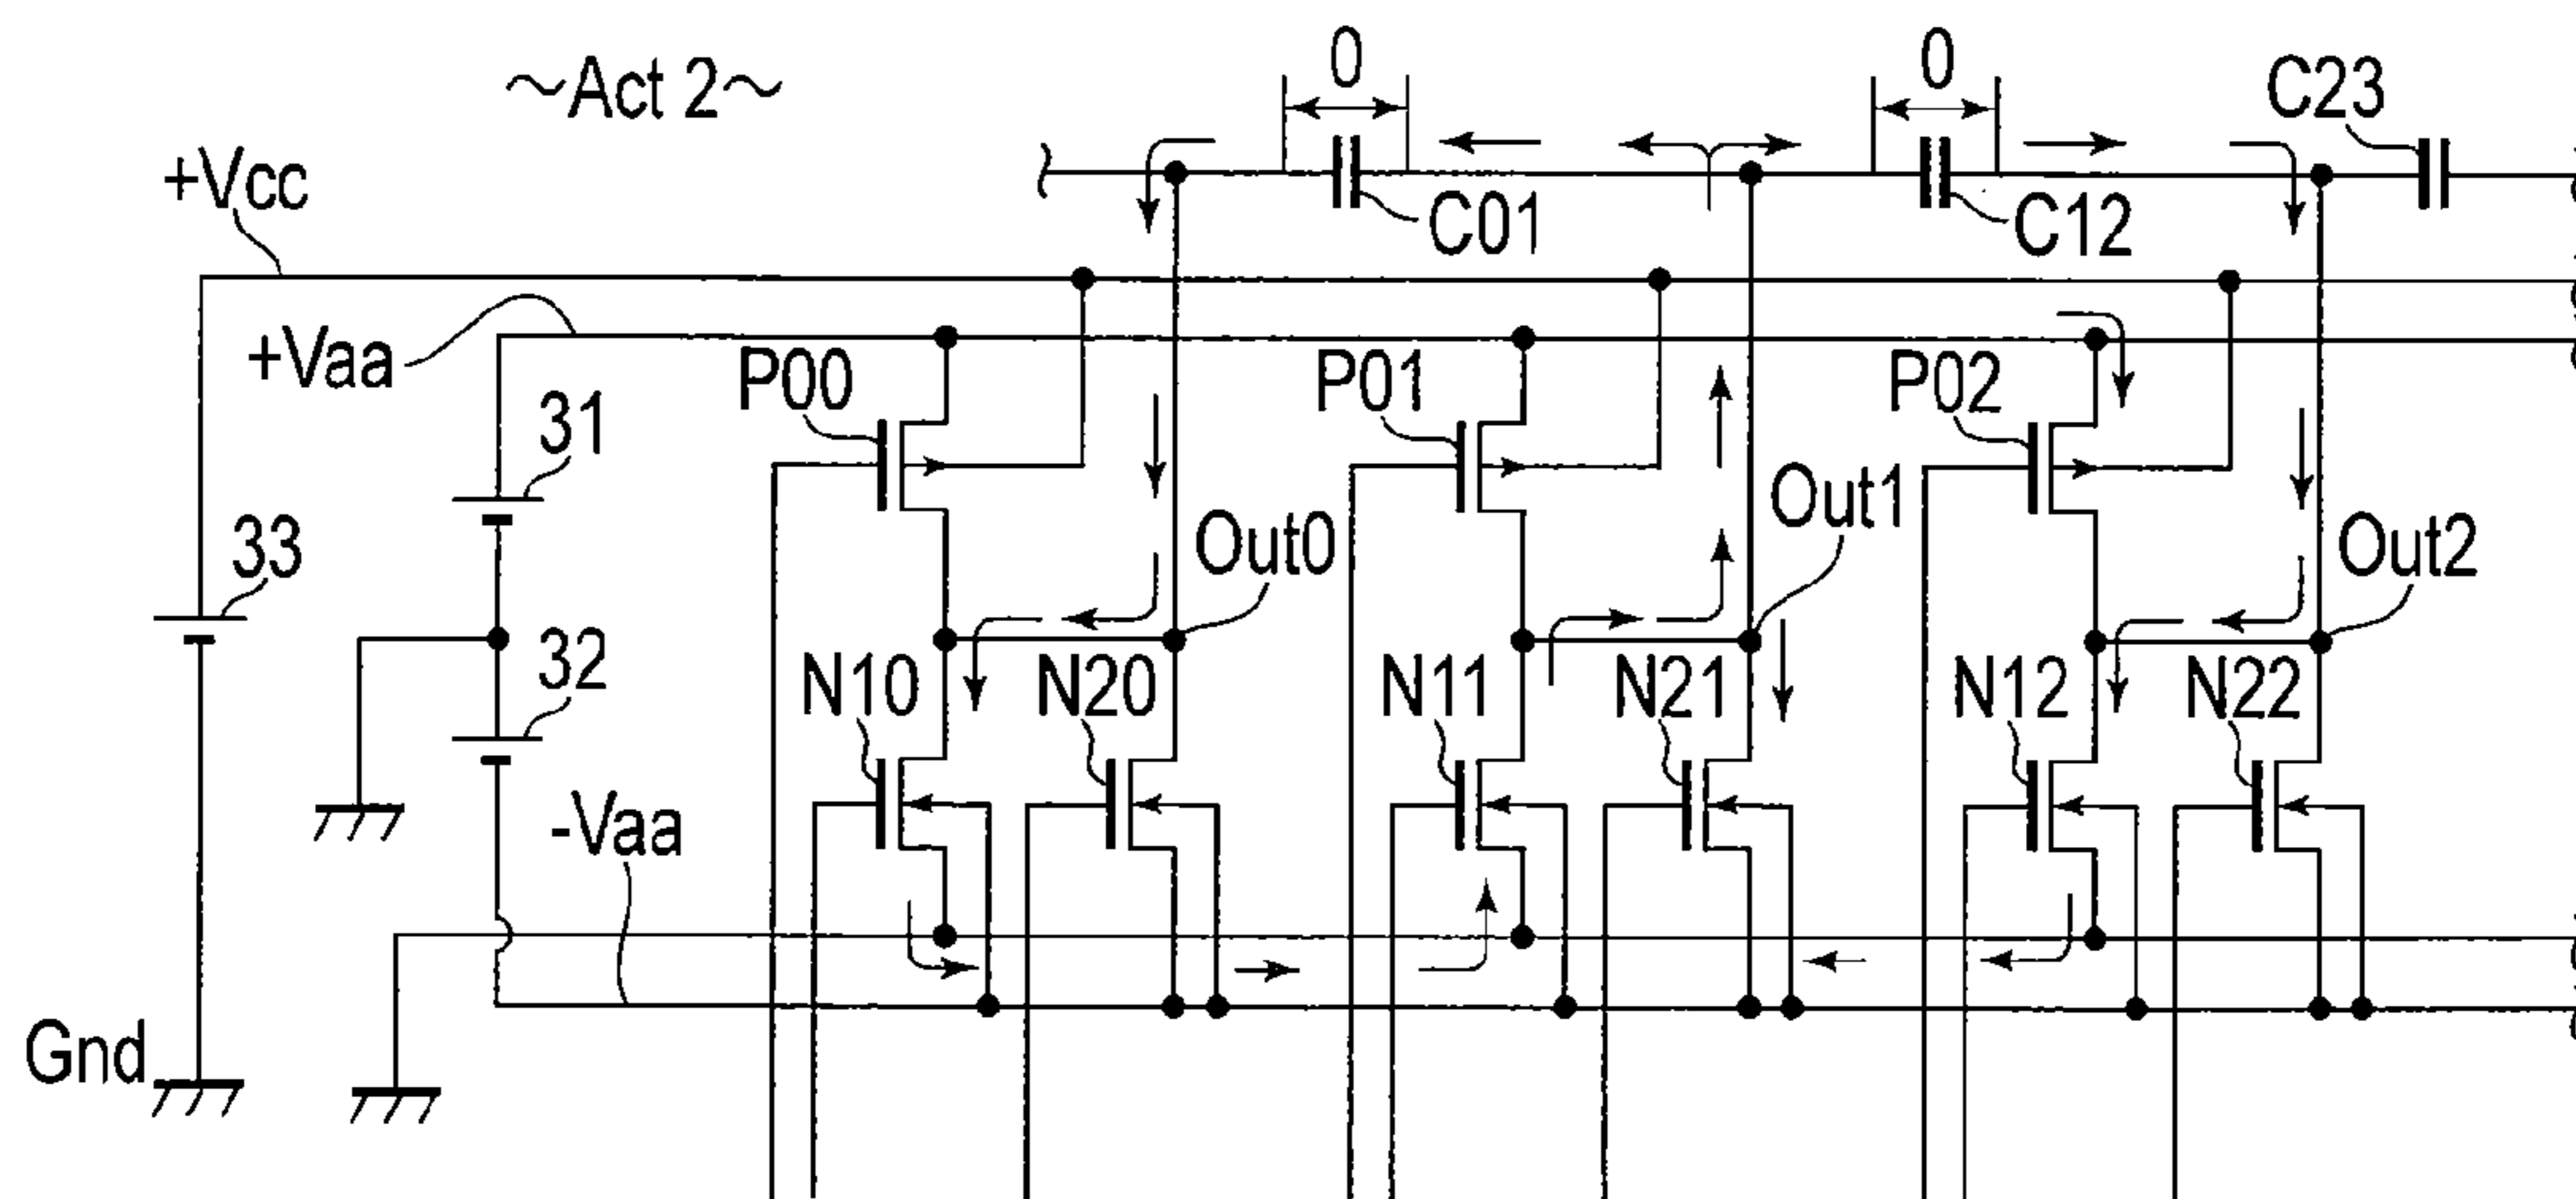 ~Act 2~
0
0
C23
+Vcc
C01
C12
+Vaa
P00
P01
P02
31
33
Out0
Out1
Out2
32
N10
N20
N11
N21
N12
N22
-Vaa
Gnd